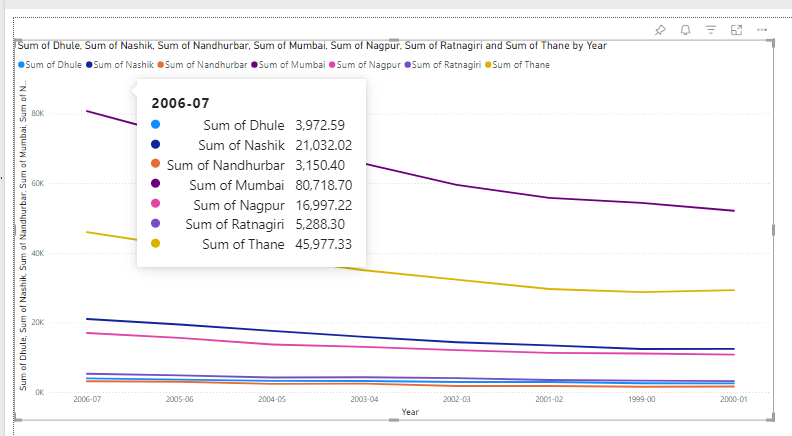 Sum of Dhule, Sum of Nashik, Sum of Nandhurbar, Sum of Mumbai, Sum of Nagpur, Sum of Ratnagiri and Sum of Thane by Year
Sum of Dhule Sum of Nashik Sum of Nandhurbar Sum of Mumbai Sum of Nagpur Sum of Ratnagiri Sum of Thane
Sum of Dhule, Sum of Nashik, Sum of Nandhurbar, Sum of Mumbai, Sum of N...
80K
60K
40K
20K
0K
2006-07
Sum of Dhule 3,972.59
Sum of Nashik 21,032.02
Sum of Nandhurbar 3,150.40
Sum of Mumbai 80,718.70
Sum of Nagpur 16,997.22
Sum of Ratnagiri 5,288.30
Sum of Thane 45,977.33
2006-07 2005-06 2004-05 2003-04 2002-03 2001-02 1999-00 2000-01
Year